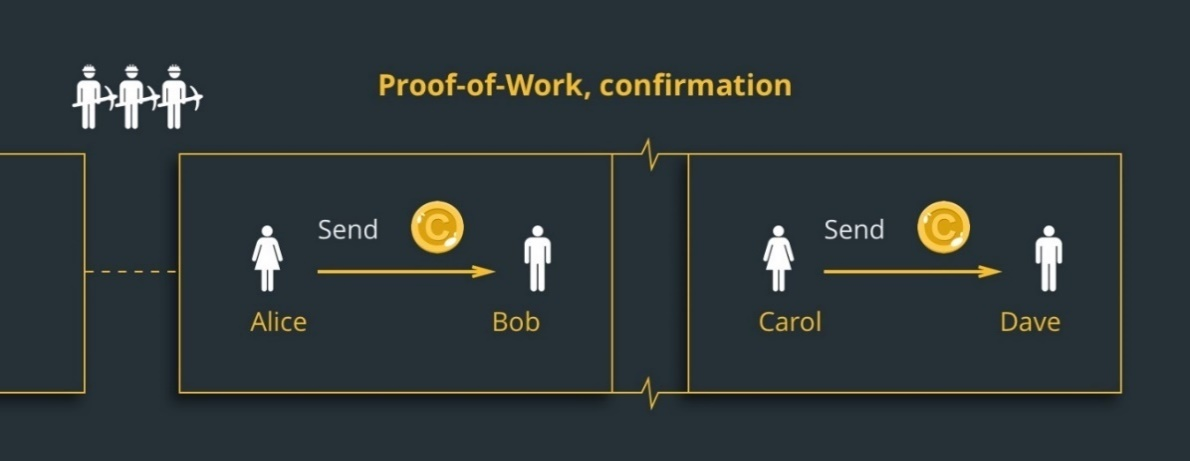 Proof-of-Work, confirmation
Send C
Alice Bob
Send C
Carol Dave